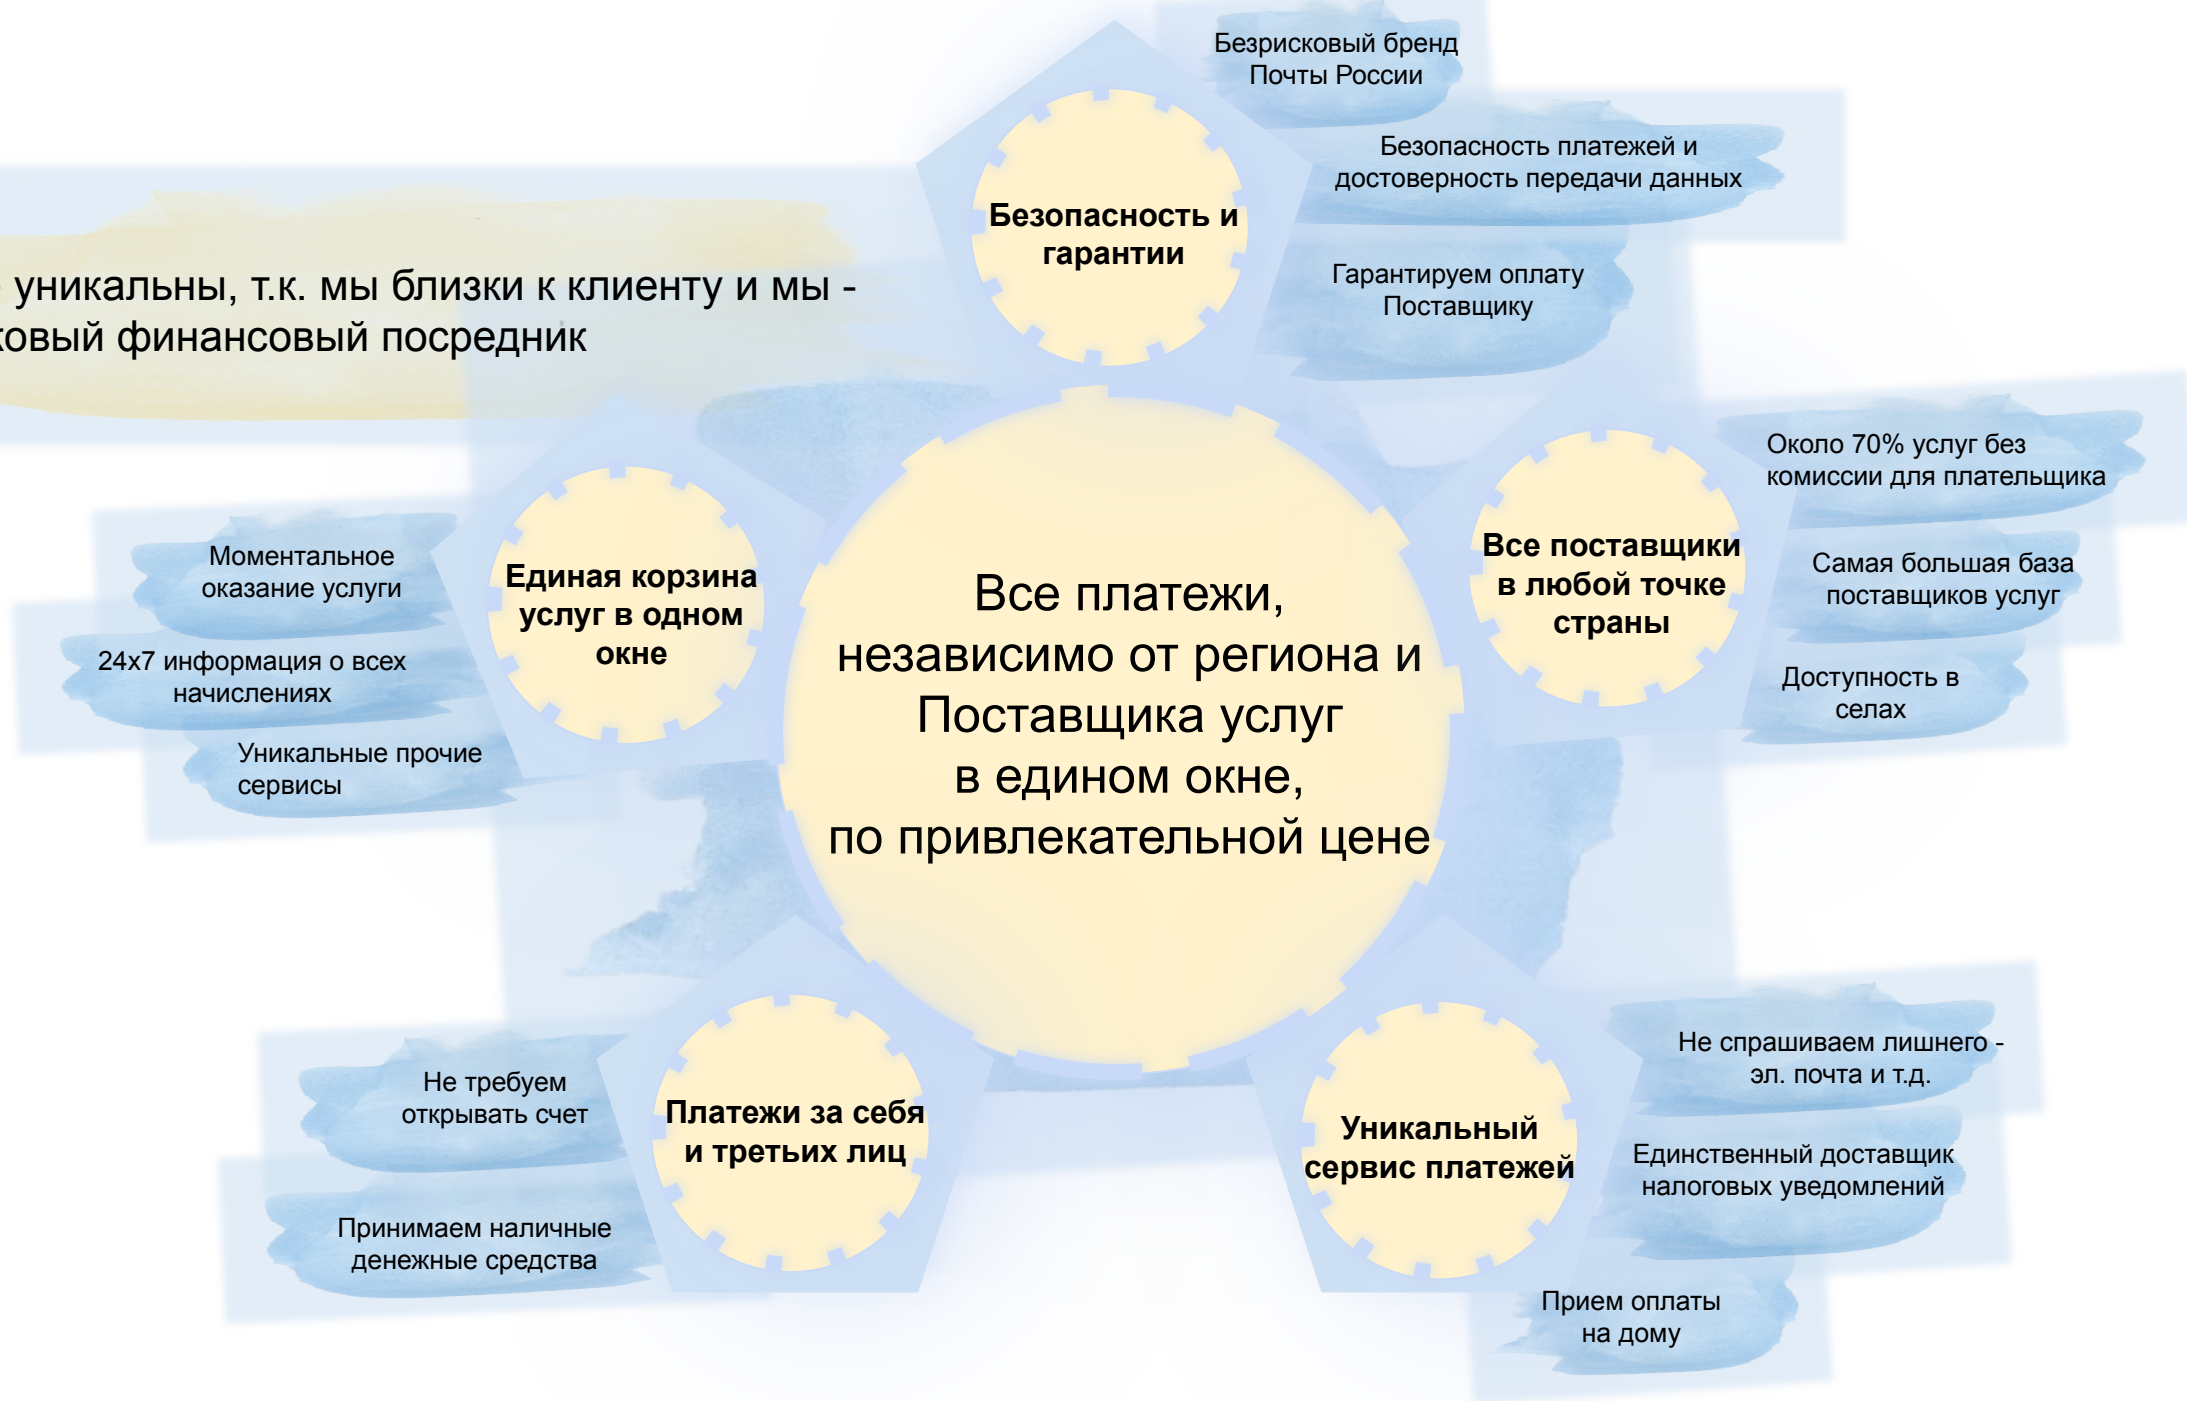 Безрисковый бренд
Почты России
Безопасность платежей и
достоверность передачи данных
Безопасность и
гарантии
Гарантируем оплату
Поставщику
уникальны, т.к. мы близки к клиенту и мы -
финансовый посредник
Около 70% услуг без
комиссии для плательщика
Все поставщики
в любой точке
страны
Самая большая база
поставщиков услуг
Доступность в
селах
Моментальное
оказание услуги
Единая корзина
услуг в одном
окне
24x7 информация о всех
начислениях
Уникальные прочие
сервисы
Все платежи,
независимо от региона и
Поставщика услуг
в едином окне,
по привлекательной цене
Не требуем
открывать счет
Платежи за себя
и третьих лиц
Принимаем наличные
денежные средства
Уникальный
сервис платежей
Не спрашиваем лишнего -
эл. почта и т.д.
Единственный доставщик
налоговых уведомлений
Прием оплаты
на дому